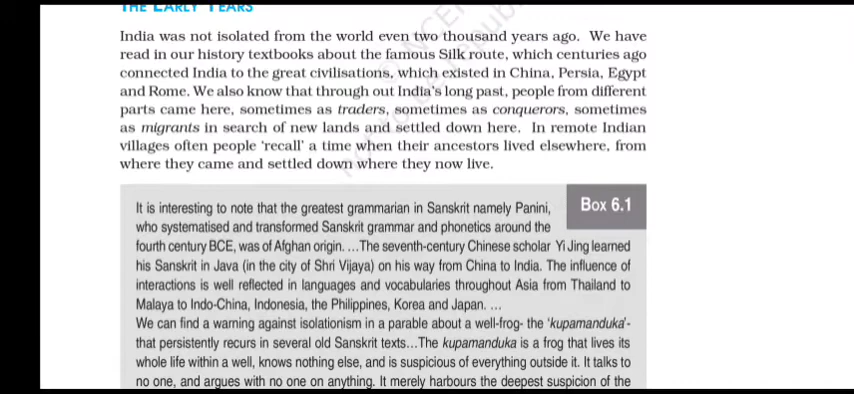 THE EARLY YEARS
India was not isolated from the world even two thousand years ago. We have
read in our history textbooks about the famous Silk route, which centuries ago
connected India to the great civilisations, which existed in China, Persia, Egypt
and Rome. We also know that through out India's long past, people from different
parts came here, sometimes as traders, sometimes as conquerors, sometimes
as migrants in search of new lands and settled down here. In remote Indian
villages often people 'recall' a time when their ancestors lived elsewhere, from
where they came and settled down where they now live.
Box 6.1
It is interesting to note that the greatest grammarian in Sanskrit namely Panini,
who systematised and transformed Sanskrit grammar and phonetics around the
fourth century BCE, was of Afghan origin. …The seventh-century Chinese scholar Yi Jing learned
his Sanskrit in Java (in the city of Shri Vijaya) on his way from China to India. The influence of
interactions is well reflected in languages and vocabularies throughout Asia from Thailand to
Malaya to Indo-China, Indonesia, the Philippines, Korea and Japan. …
We can find a warning against isolationism in a parable about a well-frog- the 'kupamanduka'-
that persistently recurs in several old Sanskrit texts…The kupamanduka is a frog that lives its
whole life within a well, knows nothing else, and is suspicious of everything outside it. It talks to
no one, and argues with no one on anything. It merely harbours the deepest suspicion of the